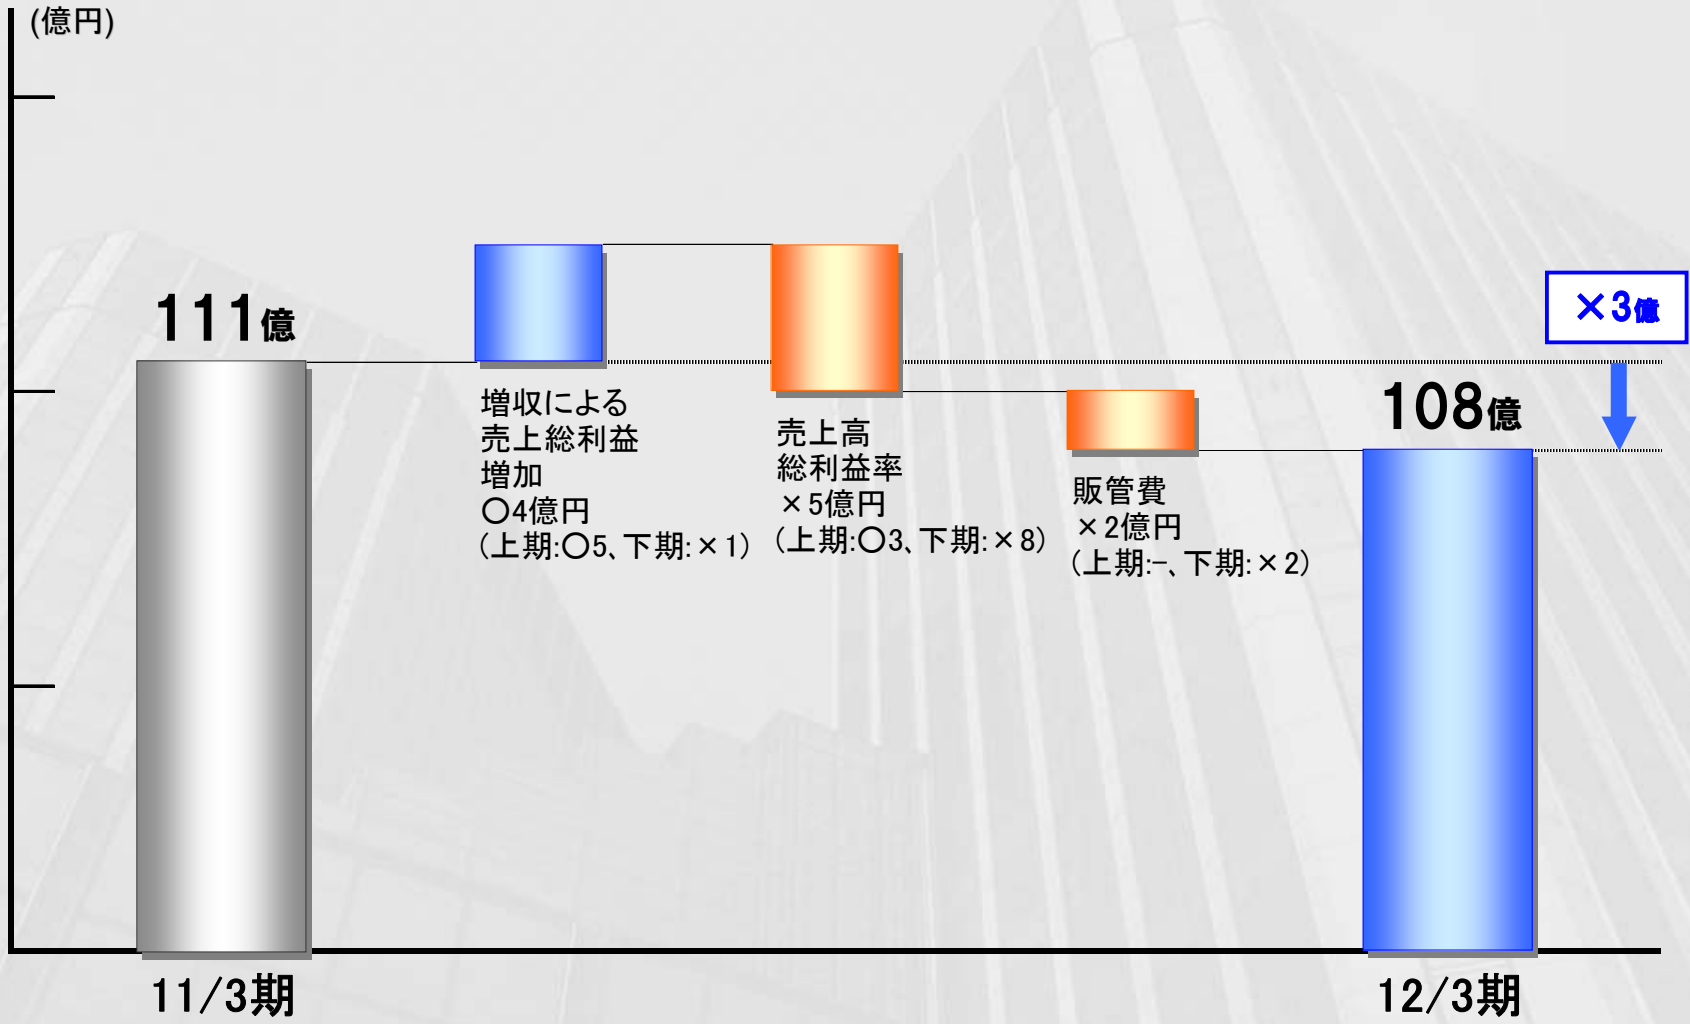 (億円)
111億
×3億
108億
増収による
売上総利益
増加
○4億円
(上期:○5、下期:×1)
売上高
総利益率
×5億円
(上期:○3、下期:×8)
販管費
×2億円
(上期:-、下期:×2)
11/3期
12/3期